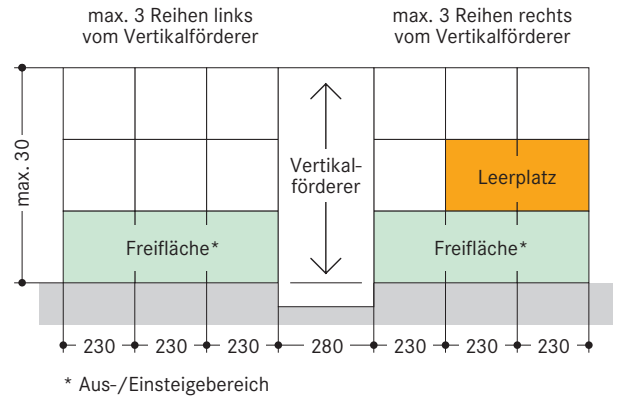 max. 3 Reihen links
vom Vertikalförderer
max. 3 Reihen rechts
vom Vertikalförderer
max. 30
Vertikal-
förderer
Leerplatz
Freifläche*
Freifläche*
230 230 230 280 230 230 230
* Aus-/Einsteigebereich